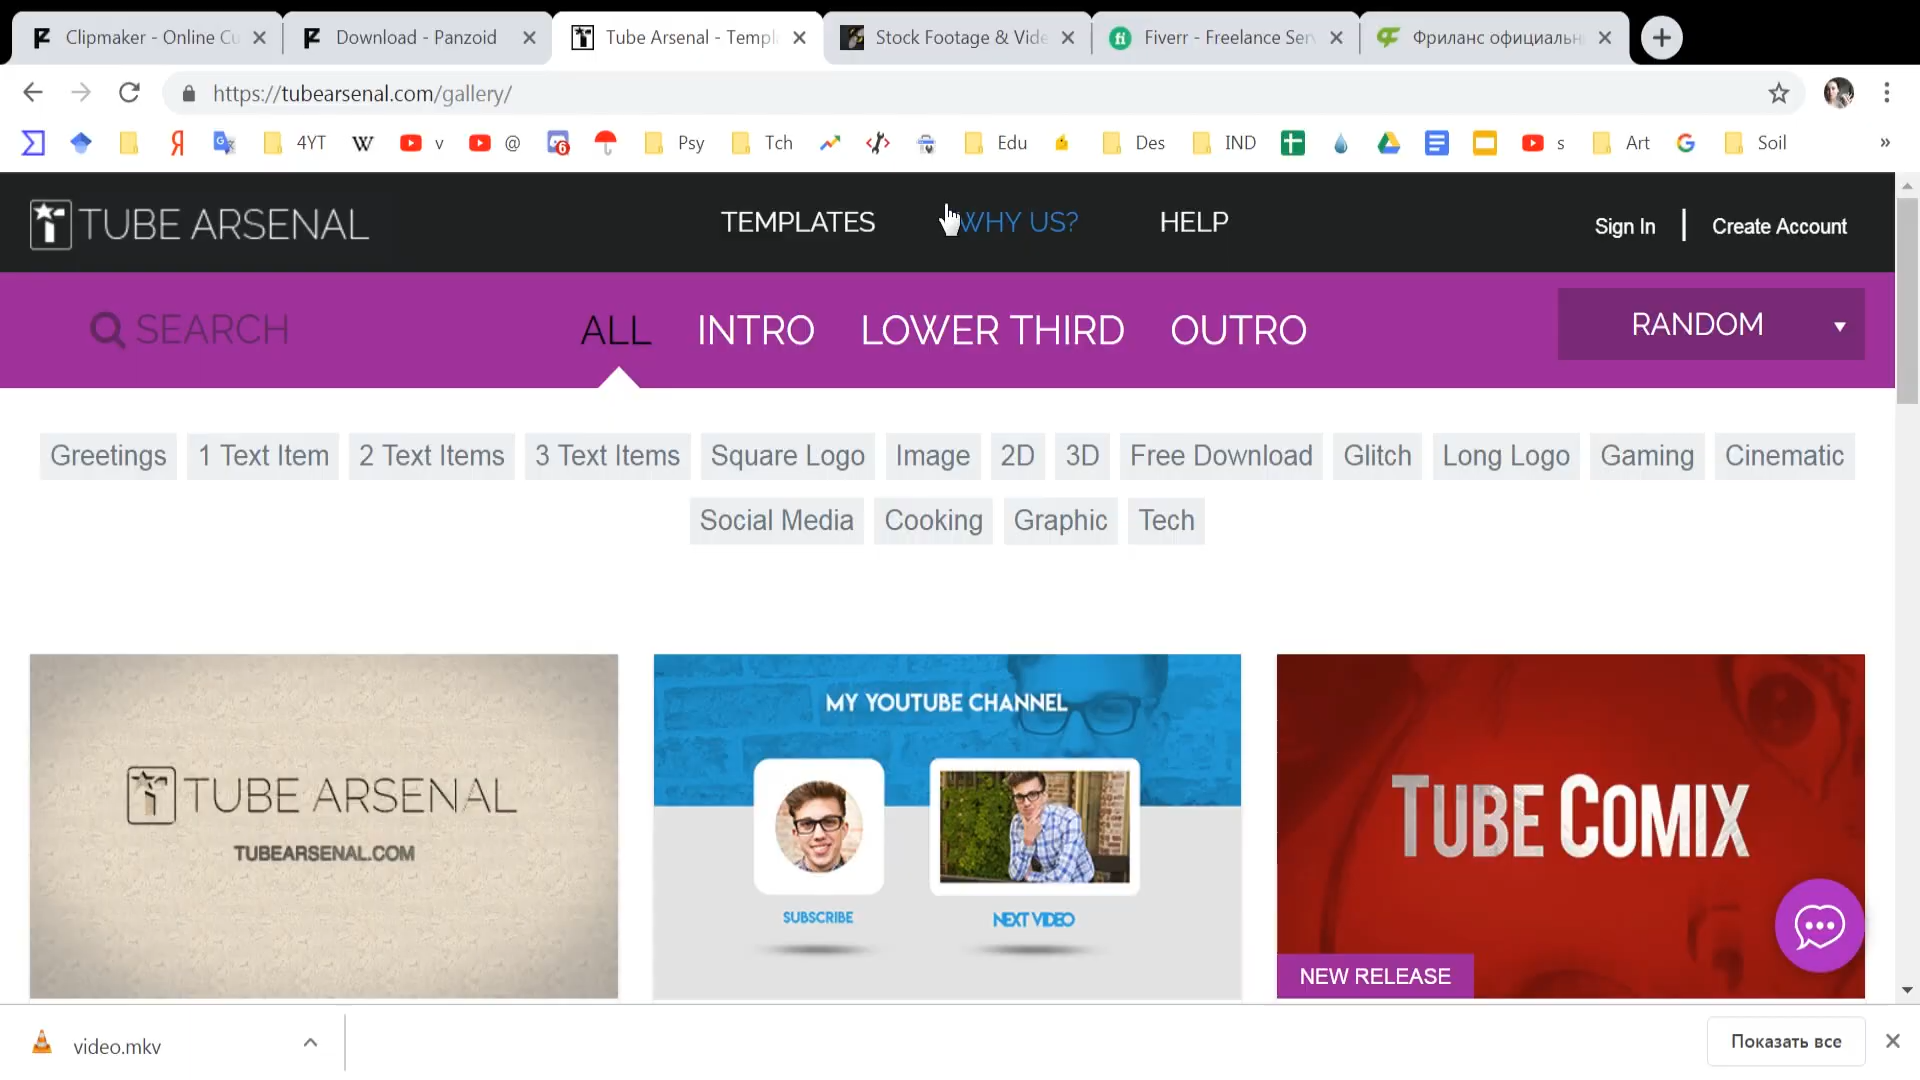 Clipmaker - Online Cu
Download - Panzoid
Tube Arsenal - Templ
Stock Footage & Vide
Fiverr - Freelance Serv
Фриланс официальн
https://tubearsenal.com/gallery/
4YT
W
v
@
6
Psy
Tch
Edu
Des
IND
s
Art
Soil
TUBE ARSENAL
TEMPLATES
WHY US?
HELP
Sign In
Create Account
SEARCH
ALL
INTRO
LOWER THIRD
OUTRO
RANDOM
Greetings
1 Text Item
2 Text Items
3 Text Items
Square Logo
Image
2D
3D
Free Download
Glitch
Long Logo
Gaming
Cinematic
Social Media
Cooking
Graphic
Tech
TUBE ARSENAL
TUBEARSENAL.COM
MY YOUTUBE CHANNEL
SUBSCRIBE
NEXT VIDEO
TUBE COMIX
NEW RELEASE
video.mkv
Показать все